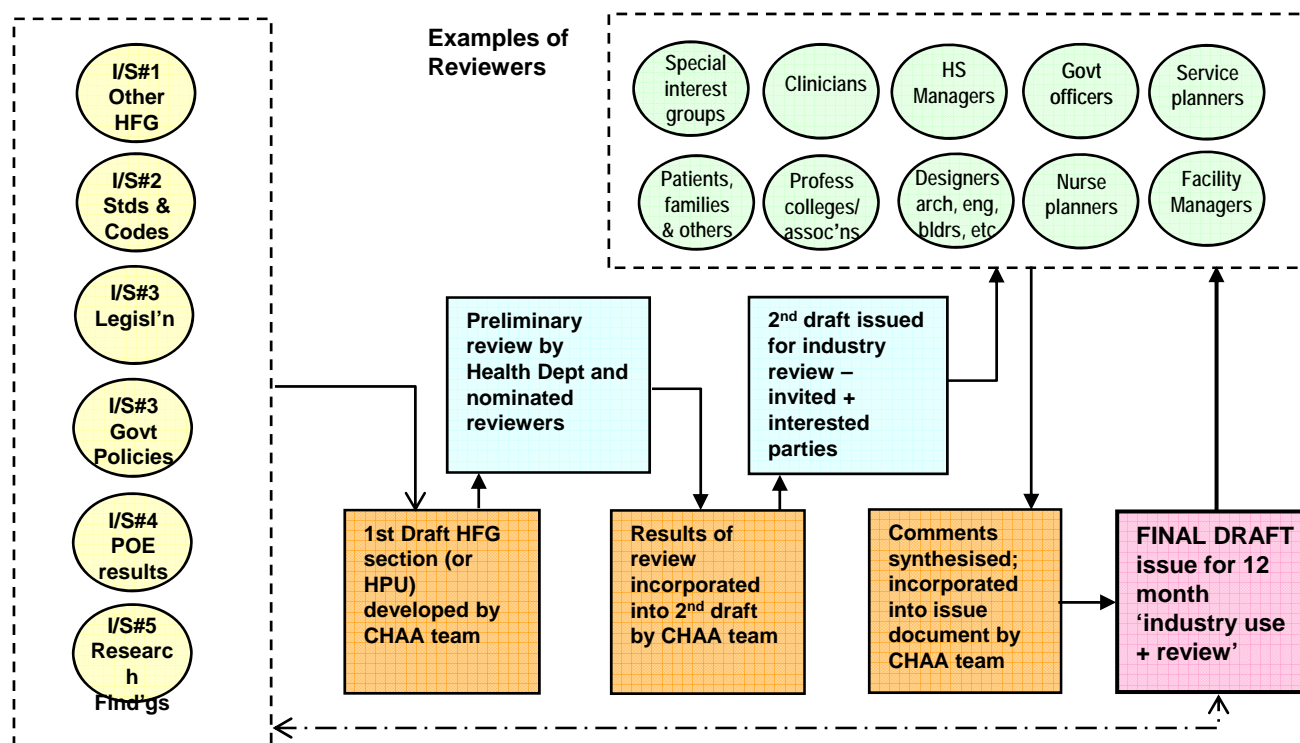 I/S#1
Other
HFG
I/S#2
Stds &
Codes
I/S#3
Legisl'n
I/S#3
Govt
Policies
I/S#4
POE
results
I/S#5
Researc
h
Find'gs
Examples of
Reviewers
Special
interest
groups
Clinicians
HS
Managers
Govt
officers
Service
planners
Patients,
families
& others
Profess
colleges/
assoc'ns
Designers
arch, eng,
bldrs, etc
Nurse
planners
Facility
Managers
Preliminary
review by
Health Dept and
nominated
reviewers
2nd draft issued
for industry
review –
invited +
interested
parties
1st Draft HFG
section (or
HPU)
developed by
CHAA team
Results of
review
incorporated
into 2nd draft
by CHAA team
Comments
synthesised;
incorporated
into issue
document by
CHAA team
FINAL DRAFT
issue for 12
month
‘industry use
+ review’